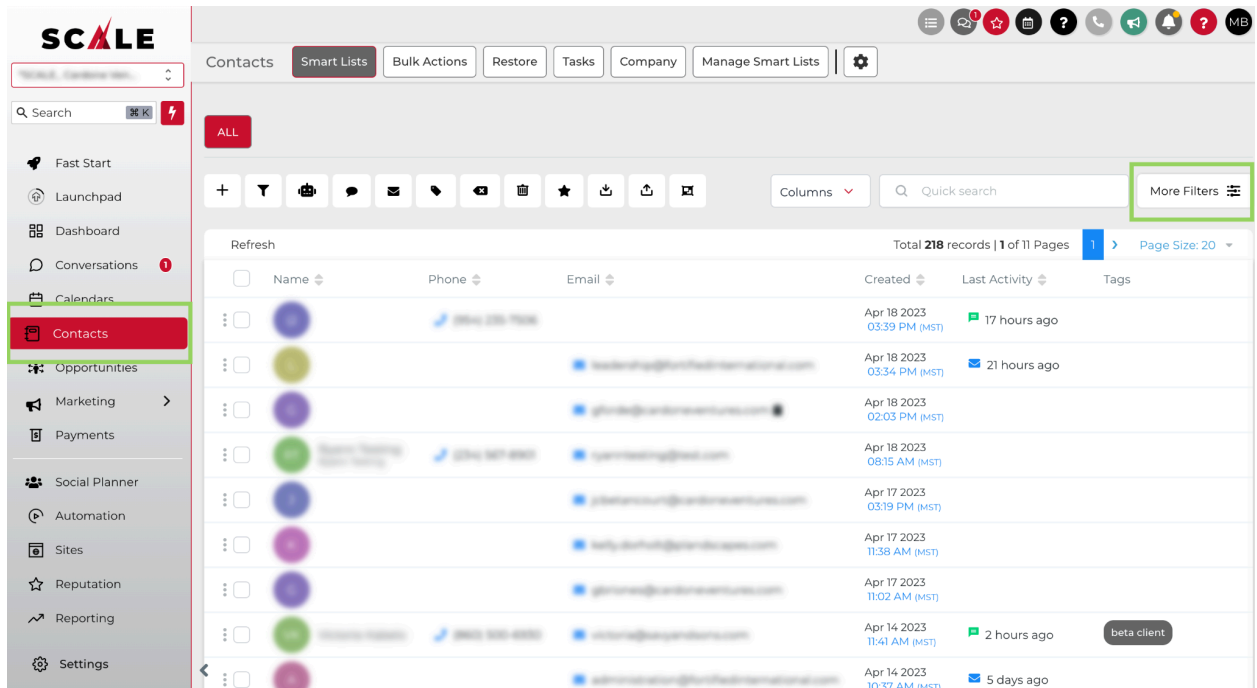 SCALE
Search ⌘ K
Fast Start
Launchpad
Dashboard
Conversations 1
Calendars
Contacts
Opportunities
Marketing
Payments
Social Planner
Automation
Sites
Reputation
Reporting
Settings
1 ? ? MB
Contacts Smart Lists Bulk Actions Restore Tasks Company Manage Smart Lists
ALL
Columns Quick search More Filters
Refresh Total 218 records | 1 of 11 Pages 1 > Page Size: 20
Name Phone Email Created Last Activity Tags
Apr 18 2023
03:39 PM (MST) 17 hours ago
Apr 18 2023
03:34 PM (MST) 21 hours ago
Apr 18 2023
02:03 PM (MST)
Apr 18 2023
08:15 AM (MST)
Apr 17 2023
03:19 PM (MST)
Apr 17 2023
11:38 AM (MST)
Apr 17 2023
11:02 AM (MST)
Apr 14 2023
11:41 AM (MST) 2 hours ago beta client
Apr 14 2023
10:37 AM (MST) 5 days ago